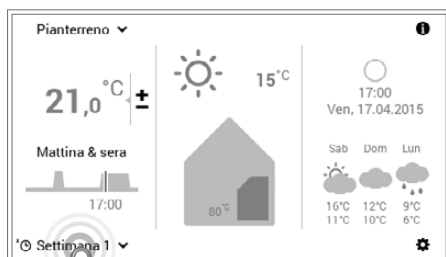 Pianterreno
21,0 °C ±
Mattina & sera
17:00
Settimana 1
15°C
80 °C
17:00
Ven, 17.04.2015
Sab Dom Lun
16°C 12°C 9°C
11°C 10°C 6°C